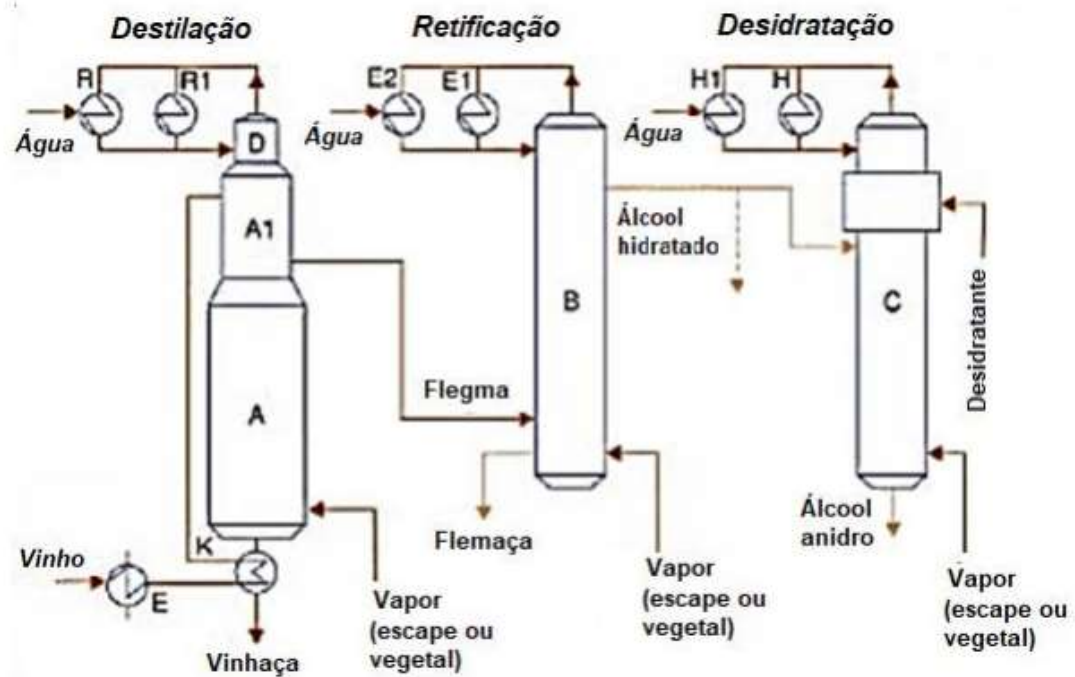 Destilação
Retificação
Desidratação
R
R1
E2
E1
H1
H
Água
Água
Água
D
A1
Álcool
hidratado
B
C
Desidratante
A
Flegma
Flemaça
Álcool
anidro
Vinho
K
E
Vapor
(escape ou
vegetal)
Vapor
(escape ou
vegetal)
Vapor
(escape ou
vegetal)
Vinhaça